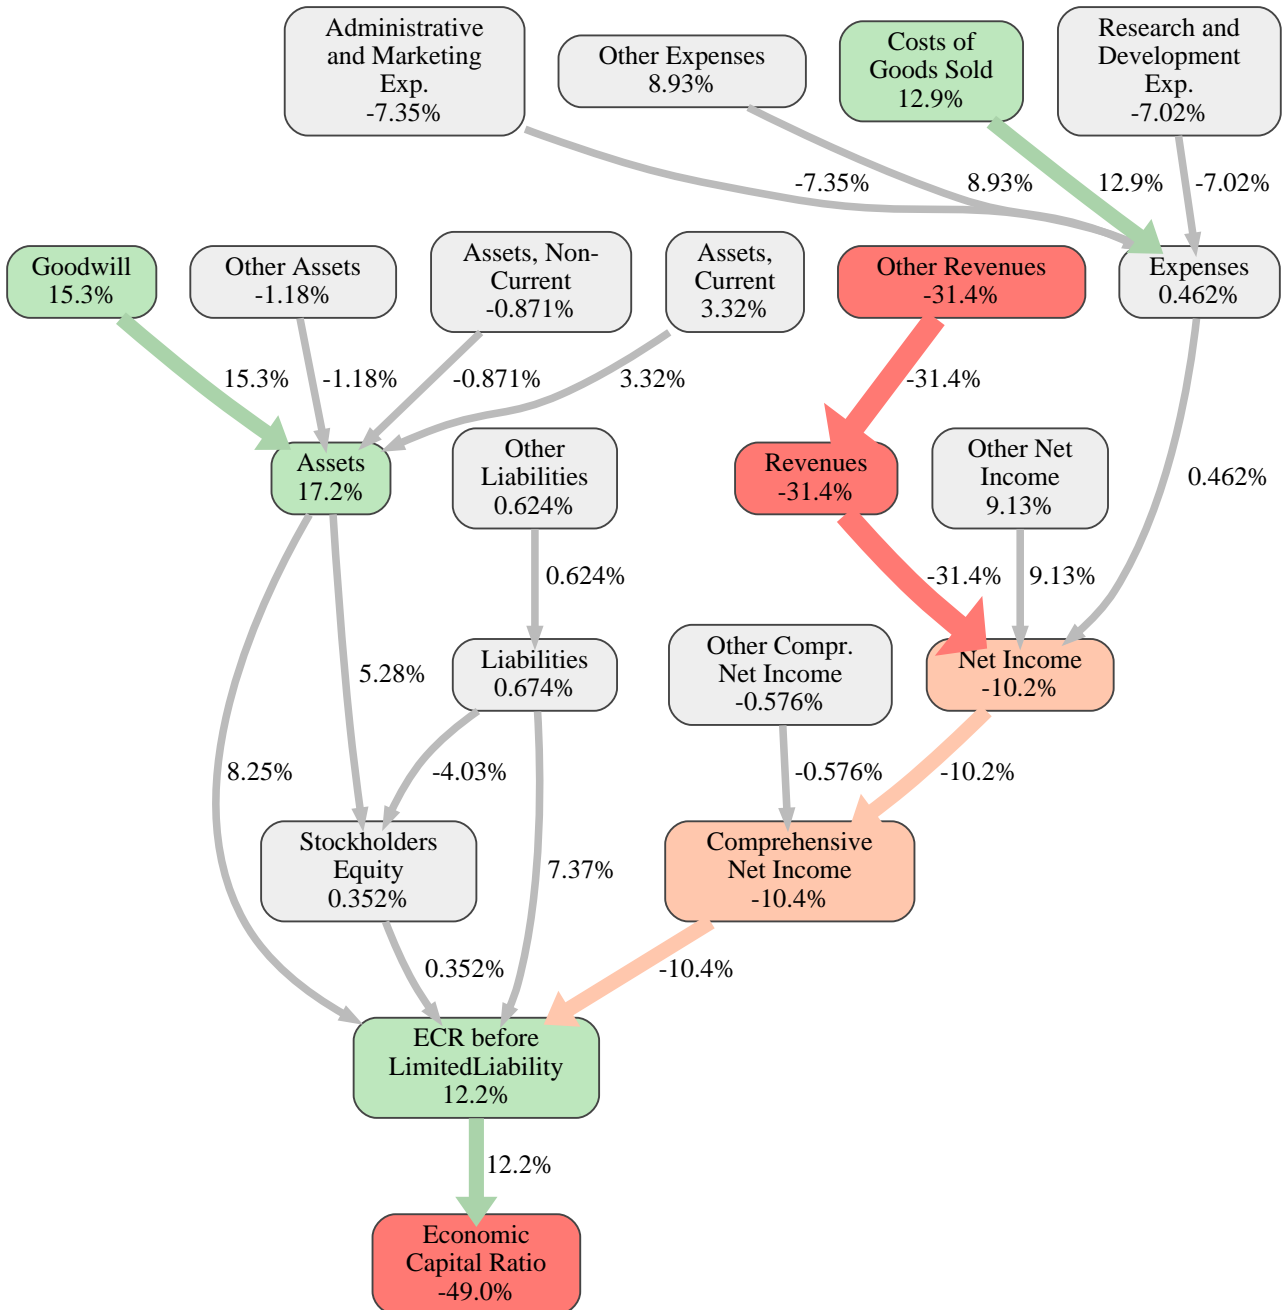 Administrative
and Marketing
Exp.
-7.35%
Other Expenses
8.93%
Costs of
Goods Sold
12.9%
Research and
Development
Exp.
-7.02%
-7.35%
8.93%
12.9%
-7.02%
Goodwill
15.3%
Other Assets
-1.18%
Assets, Non-
Current
-0.871%
Assets,
Current
3.32%
Other Revenues
-31.4%
Expenses
0.462%
15.3%
-1.18%
-0.871%
3.32%
-31.4%
Assets
17.2%
Other
Liabilities
0.624%
Revenues
-31.4%
Other Net
Income
9.13%
0.462%
0.624%
-31.4%
9.13%
5.28%
Liabilities
0.674%
Other Compr.
Net Income
-0.576%
Net Income
-10.2%
8.25%
-4.03%
-0.576%
-10.2%
Stockholders
Equity
0.352%
7.37%
Comprehensive
Net Income
-10.4%
0.352%
-10.4%
ECR before
LimitedLiability
12.2%
12.2%
Economic
Capital Ratio
-49.0%